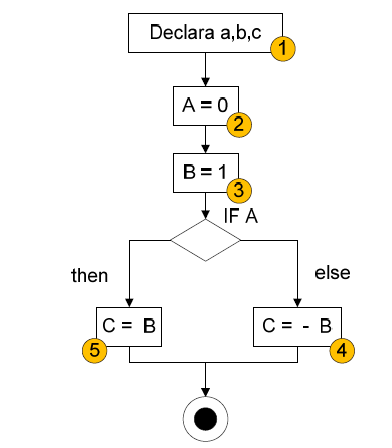 Declara a,b,c
1
A = 0
2
B = 1
3
IF A
then
else
C = B
C = - B
5
4